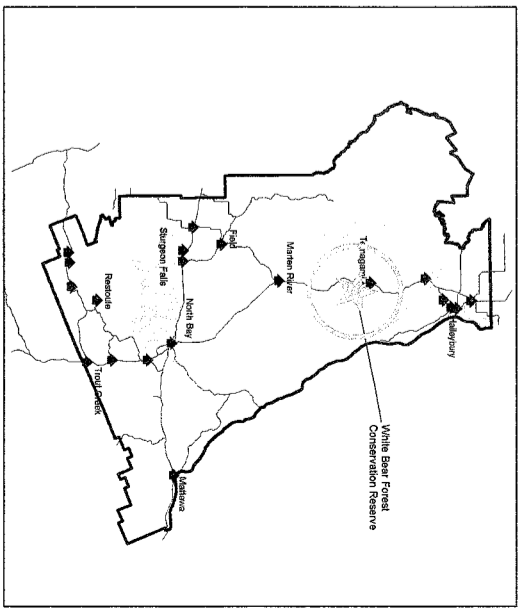 Haileybury
Temagami
White Bear Forest
Conservation Reserve
Marten River
Field
Sturgeon Falls
North Bay
Mattawa
Restoule
Trout Creek